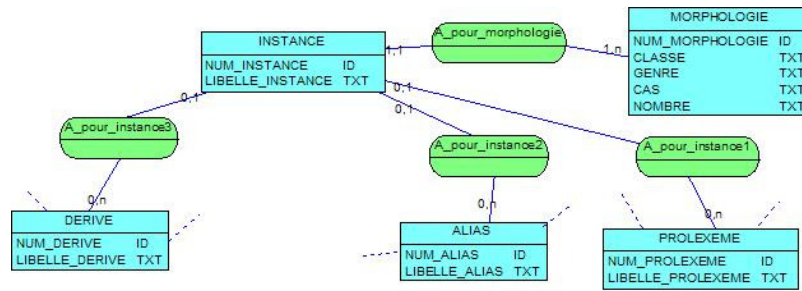 MORPHOLOGIE
NUM_MORPHOLOGIE ID
CLASSE TXT
GENRE TXT
CAS TXT
NOMBRE TXT
A_pour_morphologie
1,1
1,n
INSTANCE
NUM_INSTANCE ID
LIBELLE_INSTANCE TXT
0,1
0,1
0,1
A_pour_instance3
A_pour_instance2
A_pour_instance1
0,n
0,n
0,n
DERIVE
NUM_DERIVE ID
LIBELLE_DERIVE TXT
ALIAS
NUM_ALIAS ID
LIBELLE_ALIAS TXT
PROLEXEME
NUM_PROLEXEME ID
LIBELLE_PROLEXEME TXT